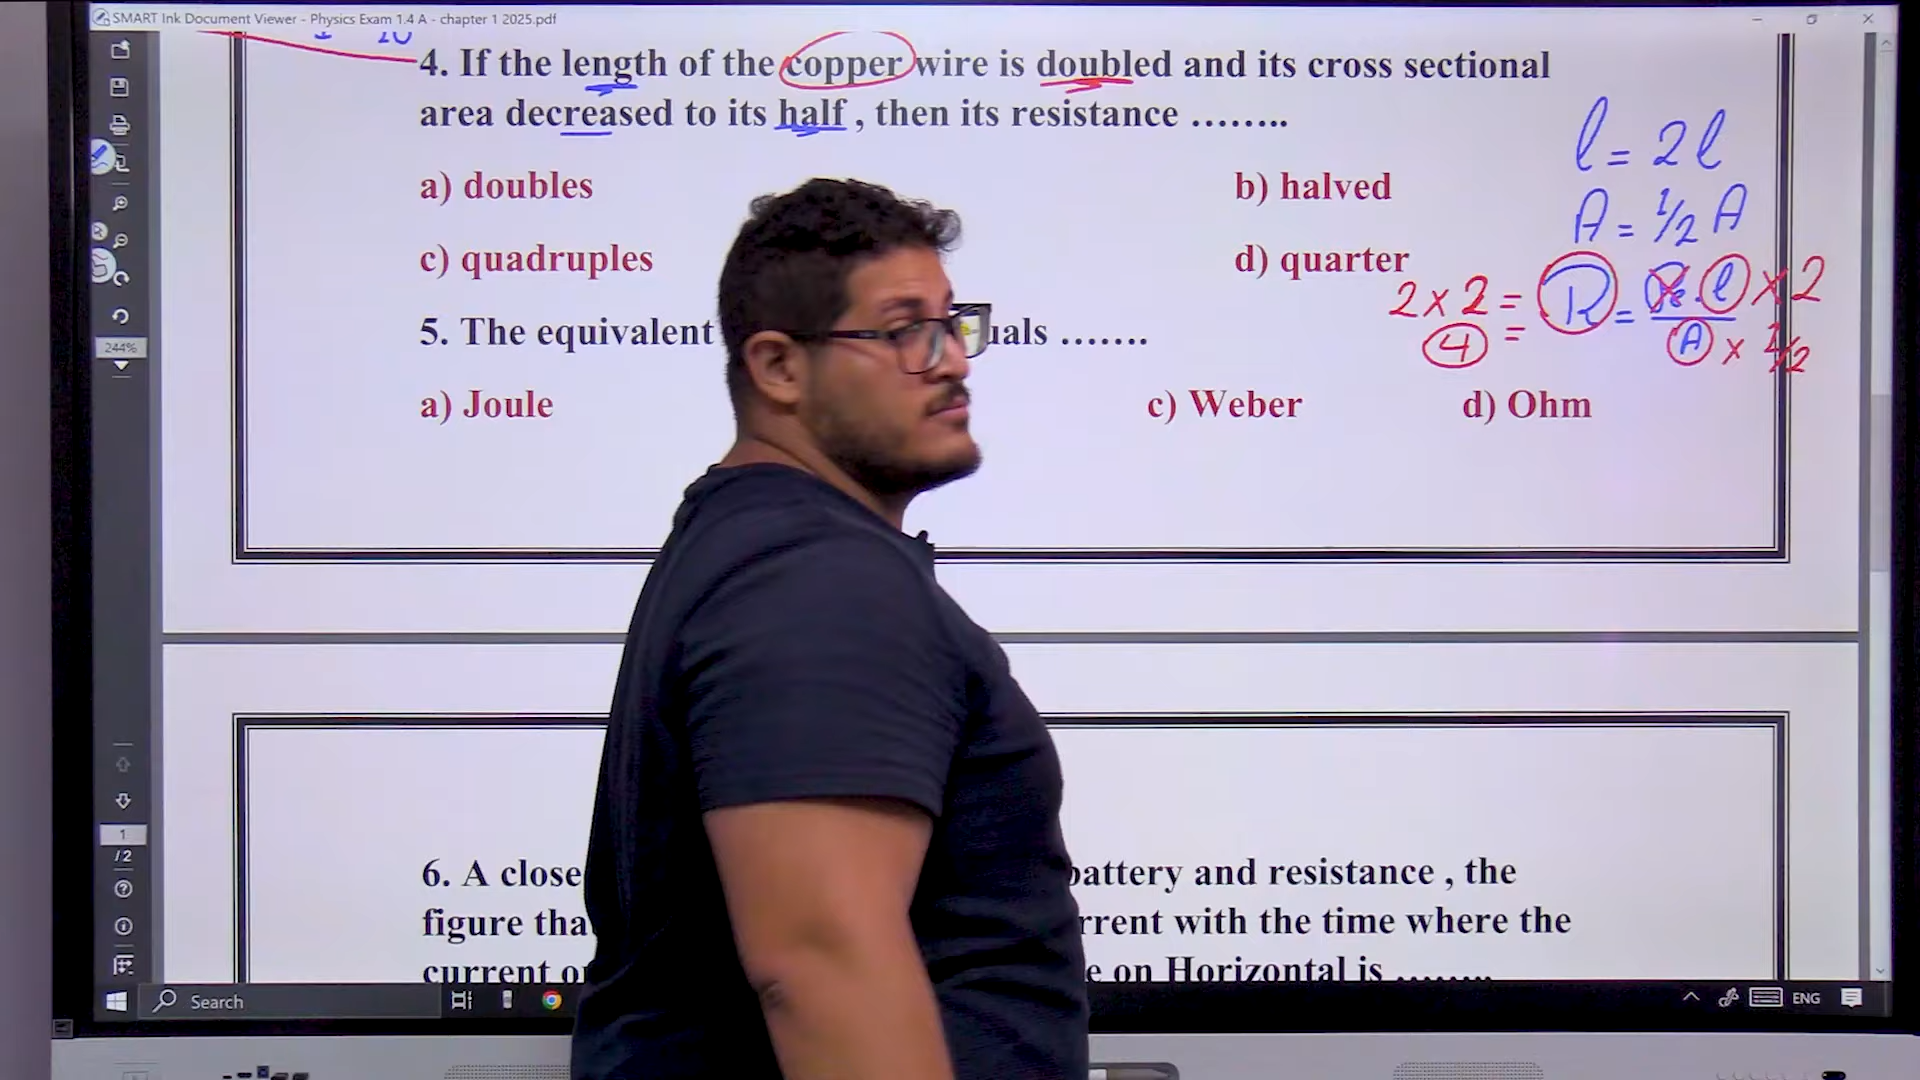 SMART Ink Document Viewer - Physics Exam 1.4 A - chapter 1 2025.pdf
4. If the length of the copper wire is doubled and its cross sectional
area decreased to its half , then its resistance ........
a) doubles
b) halved
c) quadruples
d) quarter
l = 2 l
A = 1/2 A
2 × 2 = R = ρe . l × 2
4 = A × 1/2
5. The equivalent uals .......
a) Joule
c) Weber
d) Ohm
244%
1
/2
6. A close battery and resistance , the
figure tha rrent with the time where the
current o e on Horizontal is ........
Search
ENG